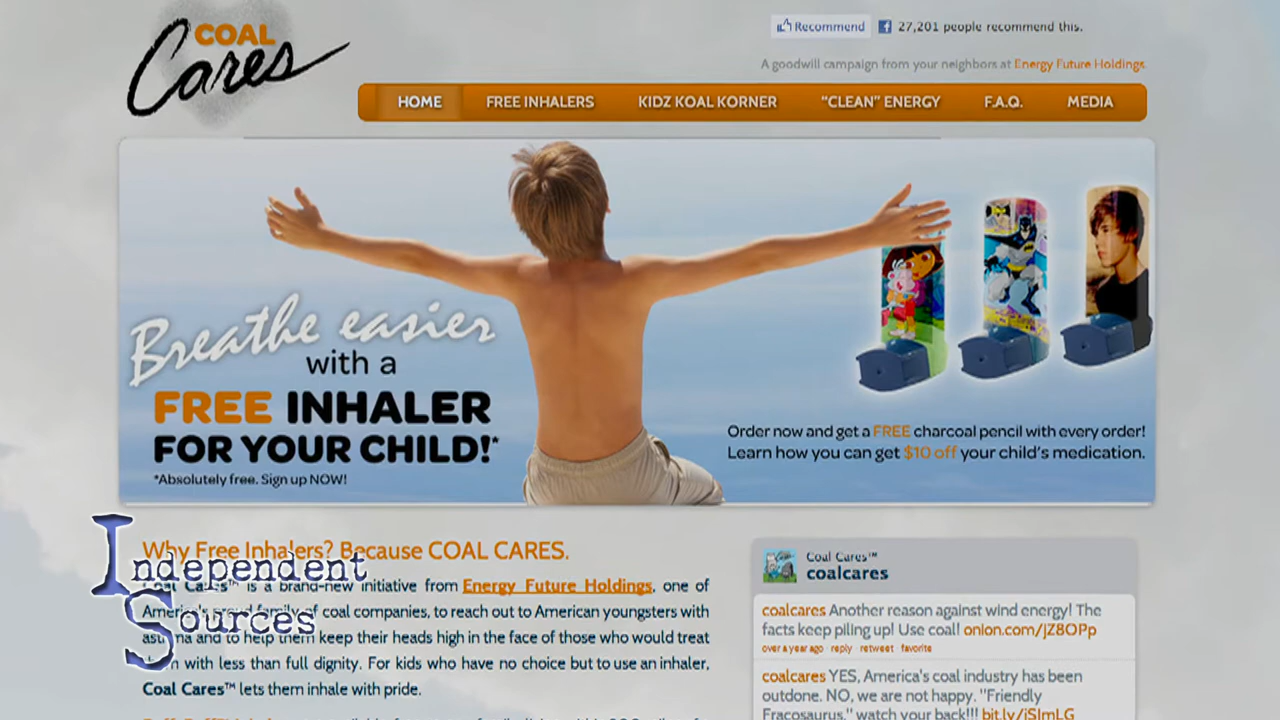 COAL
Cares
Recommend 27,201 people recommend this.
A goodwill campaign from your neighbors at Energy Future Holdings
HOME FREE INHALERS KIDZ KOAL KORNER "CLEAN" ENERGY F.A.Q. MEDIA
Breathe easier
with a
FREE INHALER
FOR YOUR CHILD!*
*Absolutely free. Sign up NOW!
Order now and get a FREE charcoal pencil with every order!
Learn how you can get $10 off your child's medication.
Why Free Inhalers? Because COAL CARES.
Coal Cares™ is a brand-new initiative from Energy Future Holdings, one of
America's proud family of coal companies, to reach out to American youngsters with
asthma and to help them keep their heads high in the face of those who would treat
them with less than full dignity. For kids who have no choice but to use an inhaler,
Coal Cares™ lets them inhale with pride.
Independent
Sources
Coal Cares™
coalcares
coalcares Another reason against wind energy! The
facts keep piling up! Use coal! onion.com/jZ8OPp
over a year ago · reply · retweet · favorite
coalcares YES, America's coal industry has been
outdone. NO, we are not happy. "Friendly
Fracosaurus," watch your back!!! bit.ly/jSImLG